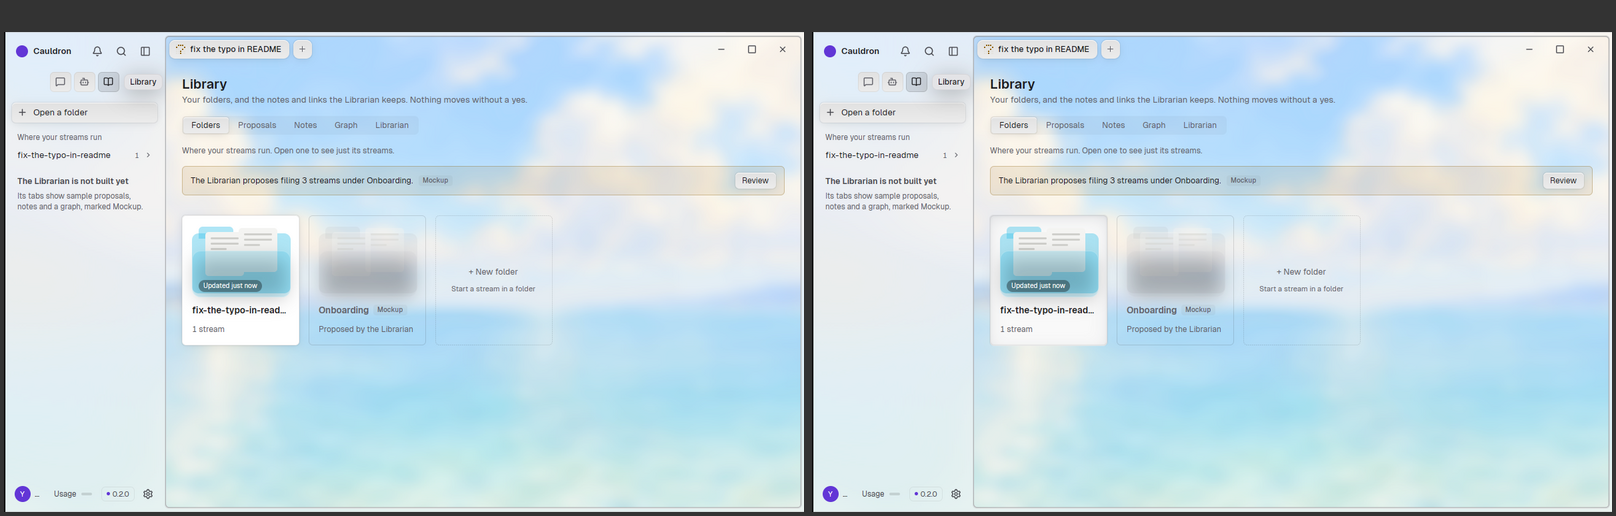 Cauldron
fix the typo in README
Library
Library
Your folders, and the notes and links the Librarian keeps. Nothing moves without a yes.
+ Open a folder
Where your streams run
fix-the-typo-in-readme 1
The Librarian is not built yet
Its tabs show sample proposals,
notes and a graph, marked Mockup.
Folders Proposals Notes Graph Librarian
Where your streams run. Open one to see just its streams.
The Librarian proposes filing 3 streams under Onboarding. Mockup Review
Updated just now
fix-the-typo-in-read...
1 stream
Onboarding Mockup
Proposed by the Librarian
+ New folder
Start a stream in a folder
Y ... Usage 0.2.0
Cauldron
fix the typo in README
Library
Library
Your folders, and the notes and links the Librarian keeps. Nothing moves without a yes.
+ Open a folder
Where your streams run
fix-the-typo-in-readme 1
The Librarian is not built yet
Its tabs show sample proposals,
notes and a graph, marked Mockup.
Folders Proposals Notes Graph Librarian
Where your streams run. Open one to see just its streams.
The Librarian proposes filing 3 streams under Onboarding. Mockup Review
Updated just now
fix-the-typo-in-read...
1 stream
Onboarding Mockup
Proposed by the Librarian
+ New folder
Start a stream in a folder
Y ... Usage 0.2.0